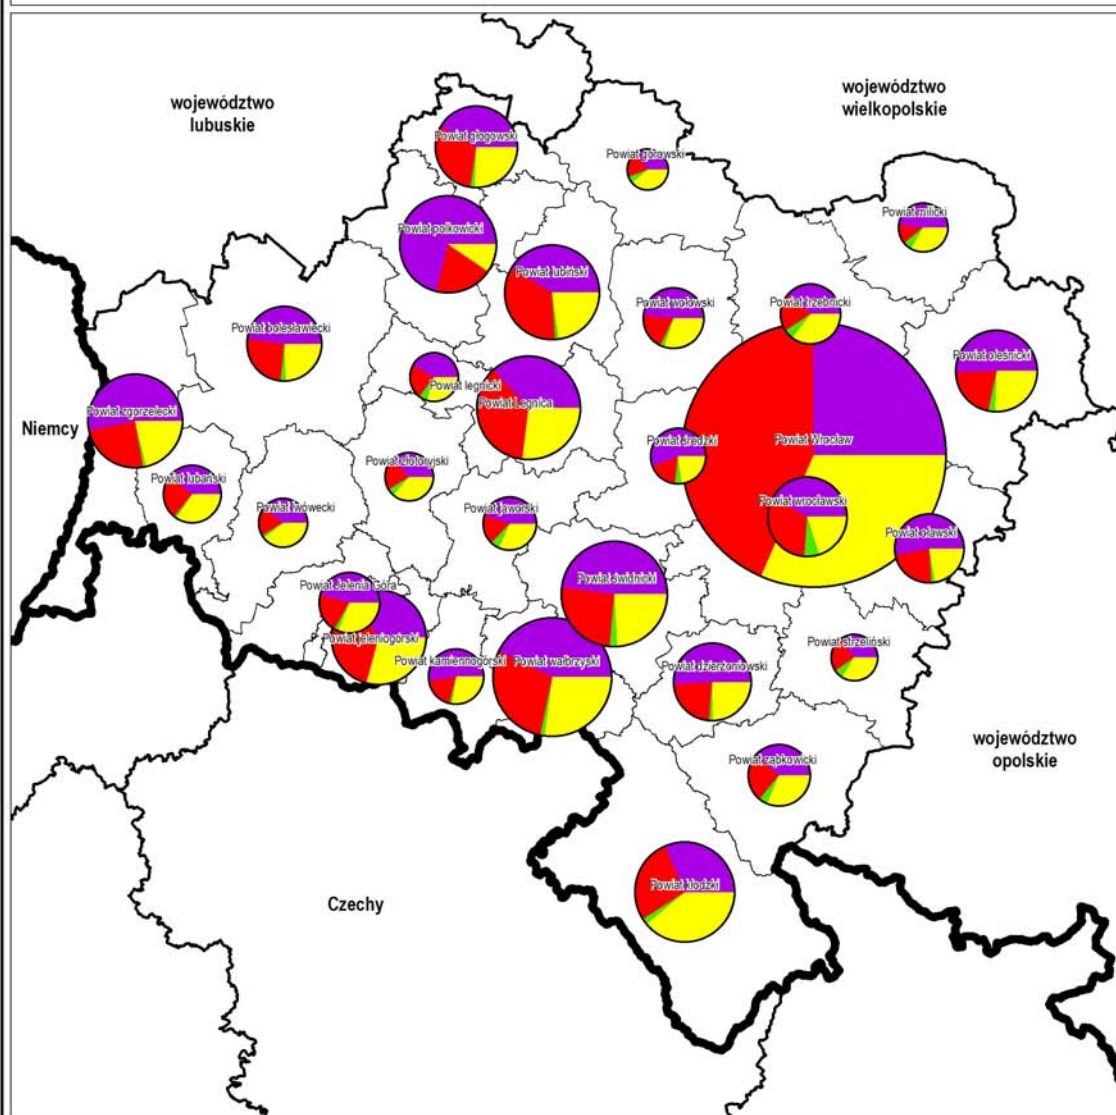 województwo
lubuskie
województwo
wielkopolskie
Powiat głogowski
Powiat górowski
Powiat milicki
Powiat polkowicki
Powiat lubiński
Powiat wołowski
Powiat trzebnicki
Powiat bolesławiecki
Powiat oleśnicki
Powiat legnicki
Powiat Legnica
Powiat zgorzelecki
Niemcy
Powiat średzki
Powiat Wrocław
Powiat złotoryjski
Powiat lubański
Powiat lwówecki
Powiat jaworski
Powiat wrocławski
Powiat oławski
Powiat świdnicki
Powiat Jelenia Góra
Powiat jeleniogórski
Powiat kamiennogórski
Powiat wałbrzyski
Powiat dzierżoniowski
Powiat strzeliński
województwo
opolskie
Powiat ząbkowicki
Powiat kłodzki
Czechy